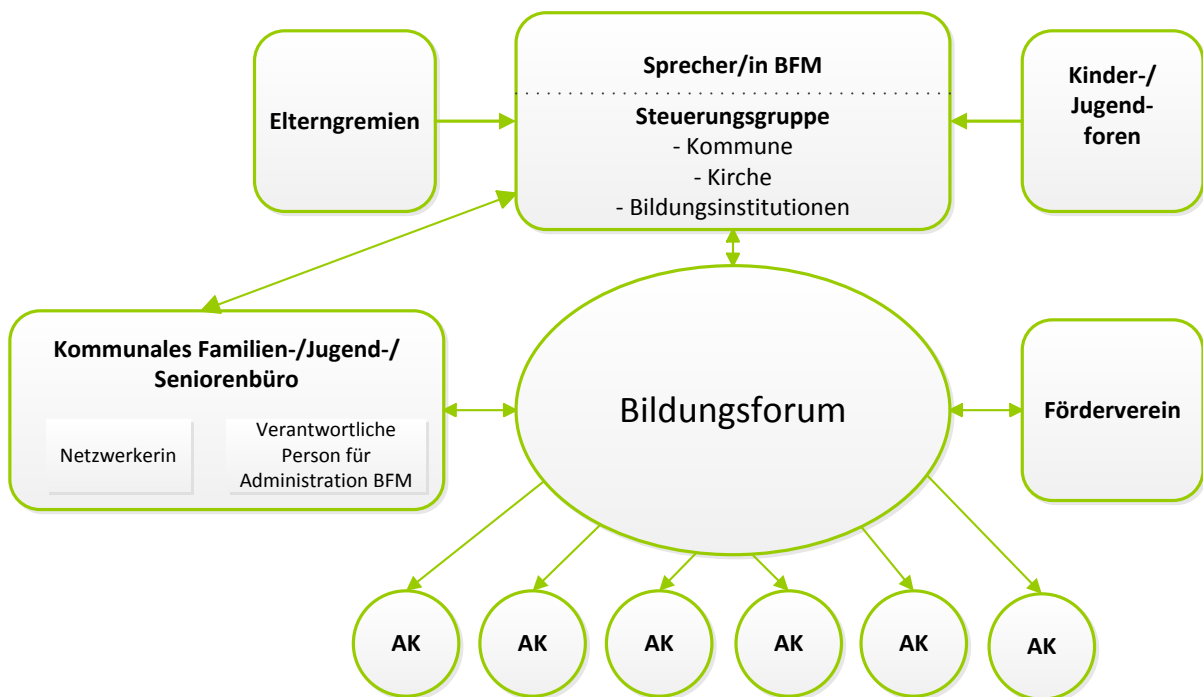 Elterngremien
Sprecher/in BFM
Steuerungsgruppe
- Kommune
- Kirche
- Bildungsinstitutionen
Kinder-/
Jugend-
foren
Kommunales Familien-/Jugend-/
Seniorenbüro
Netzwerkerin
Verantwortliche
Person für
Administration BFM
Bildungsforum
Förderverein
AK
AK
AK
AK
AK
AK